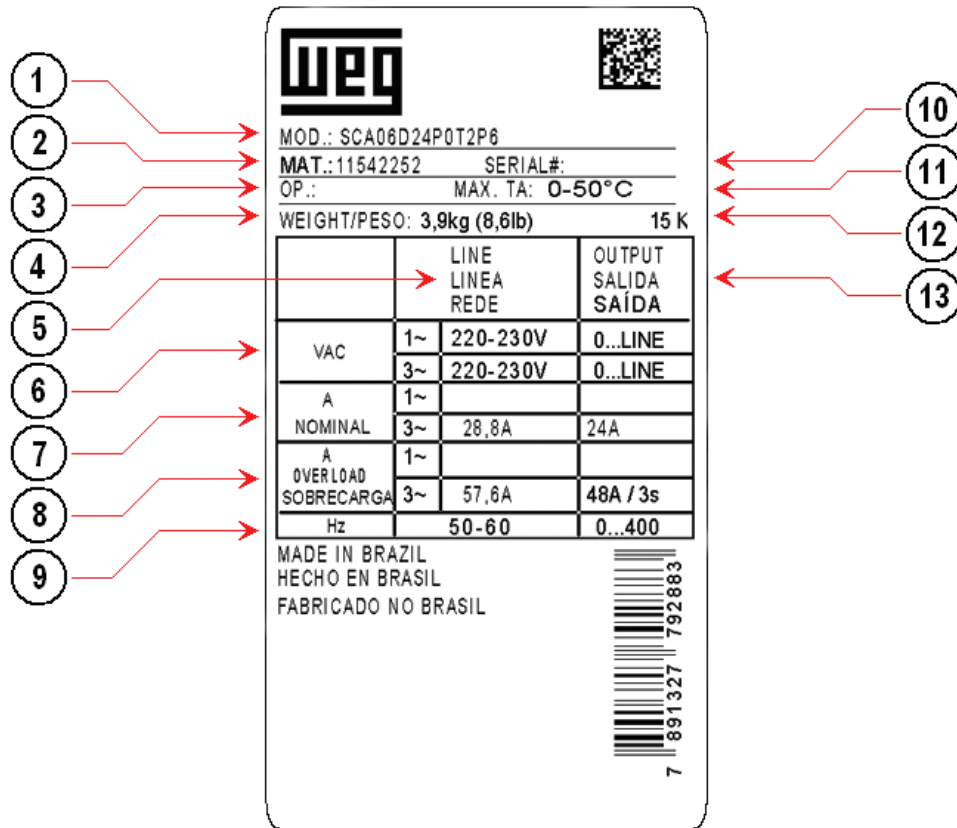 weg
1
MOD.: SCA06D24P0T2P6
2
MAT.:11542252 SERIAL#:
10
3
OP.: MAX. TA: 0-50°C
11
4
WEIGHT/PESO: 3,9kg (8,6lb) 15 K
12
5
LINE OUTPUT
LINEA SALIDA
REDE SAÍDA
13
6
VAC 1~ 220-230V 0...LINE
3~ 220-230V 0...LINE
7
A 1~
NOMINAL 3~ 28,8A 24A
8
A 1~
OVERLOAD
SOBRECARGA 3~ 57,6A 48A / 3s
9
Hz 50-60 0...400
MADE IN BRAZIL
HECHO EN BRASIL
FABRICADO NO BRASIL
7 891327 792883